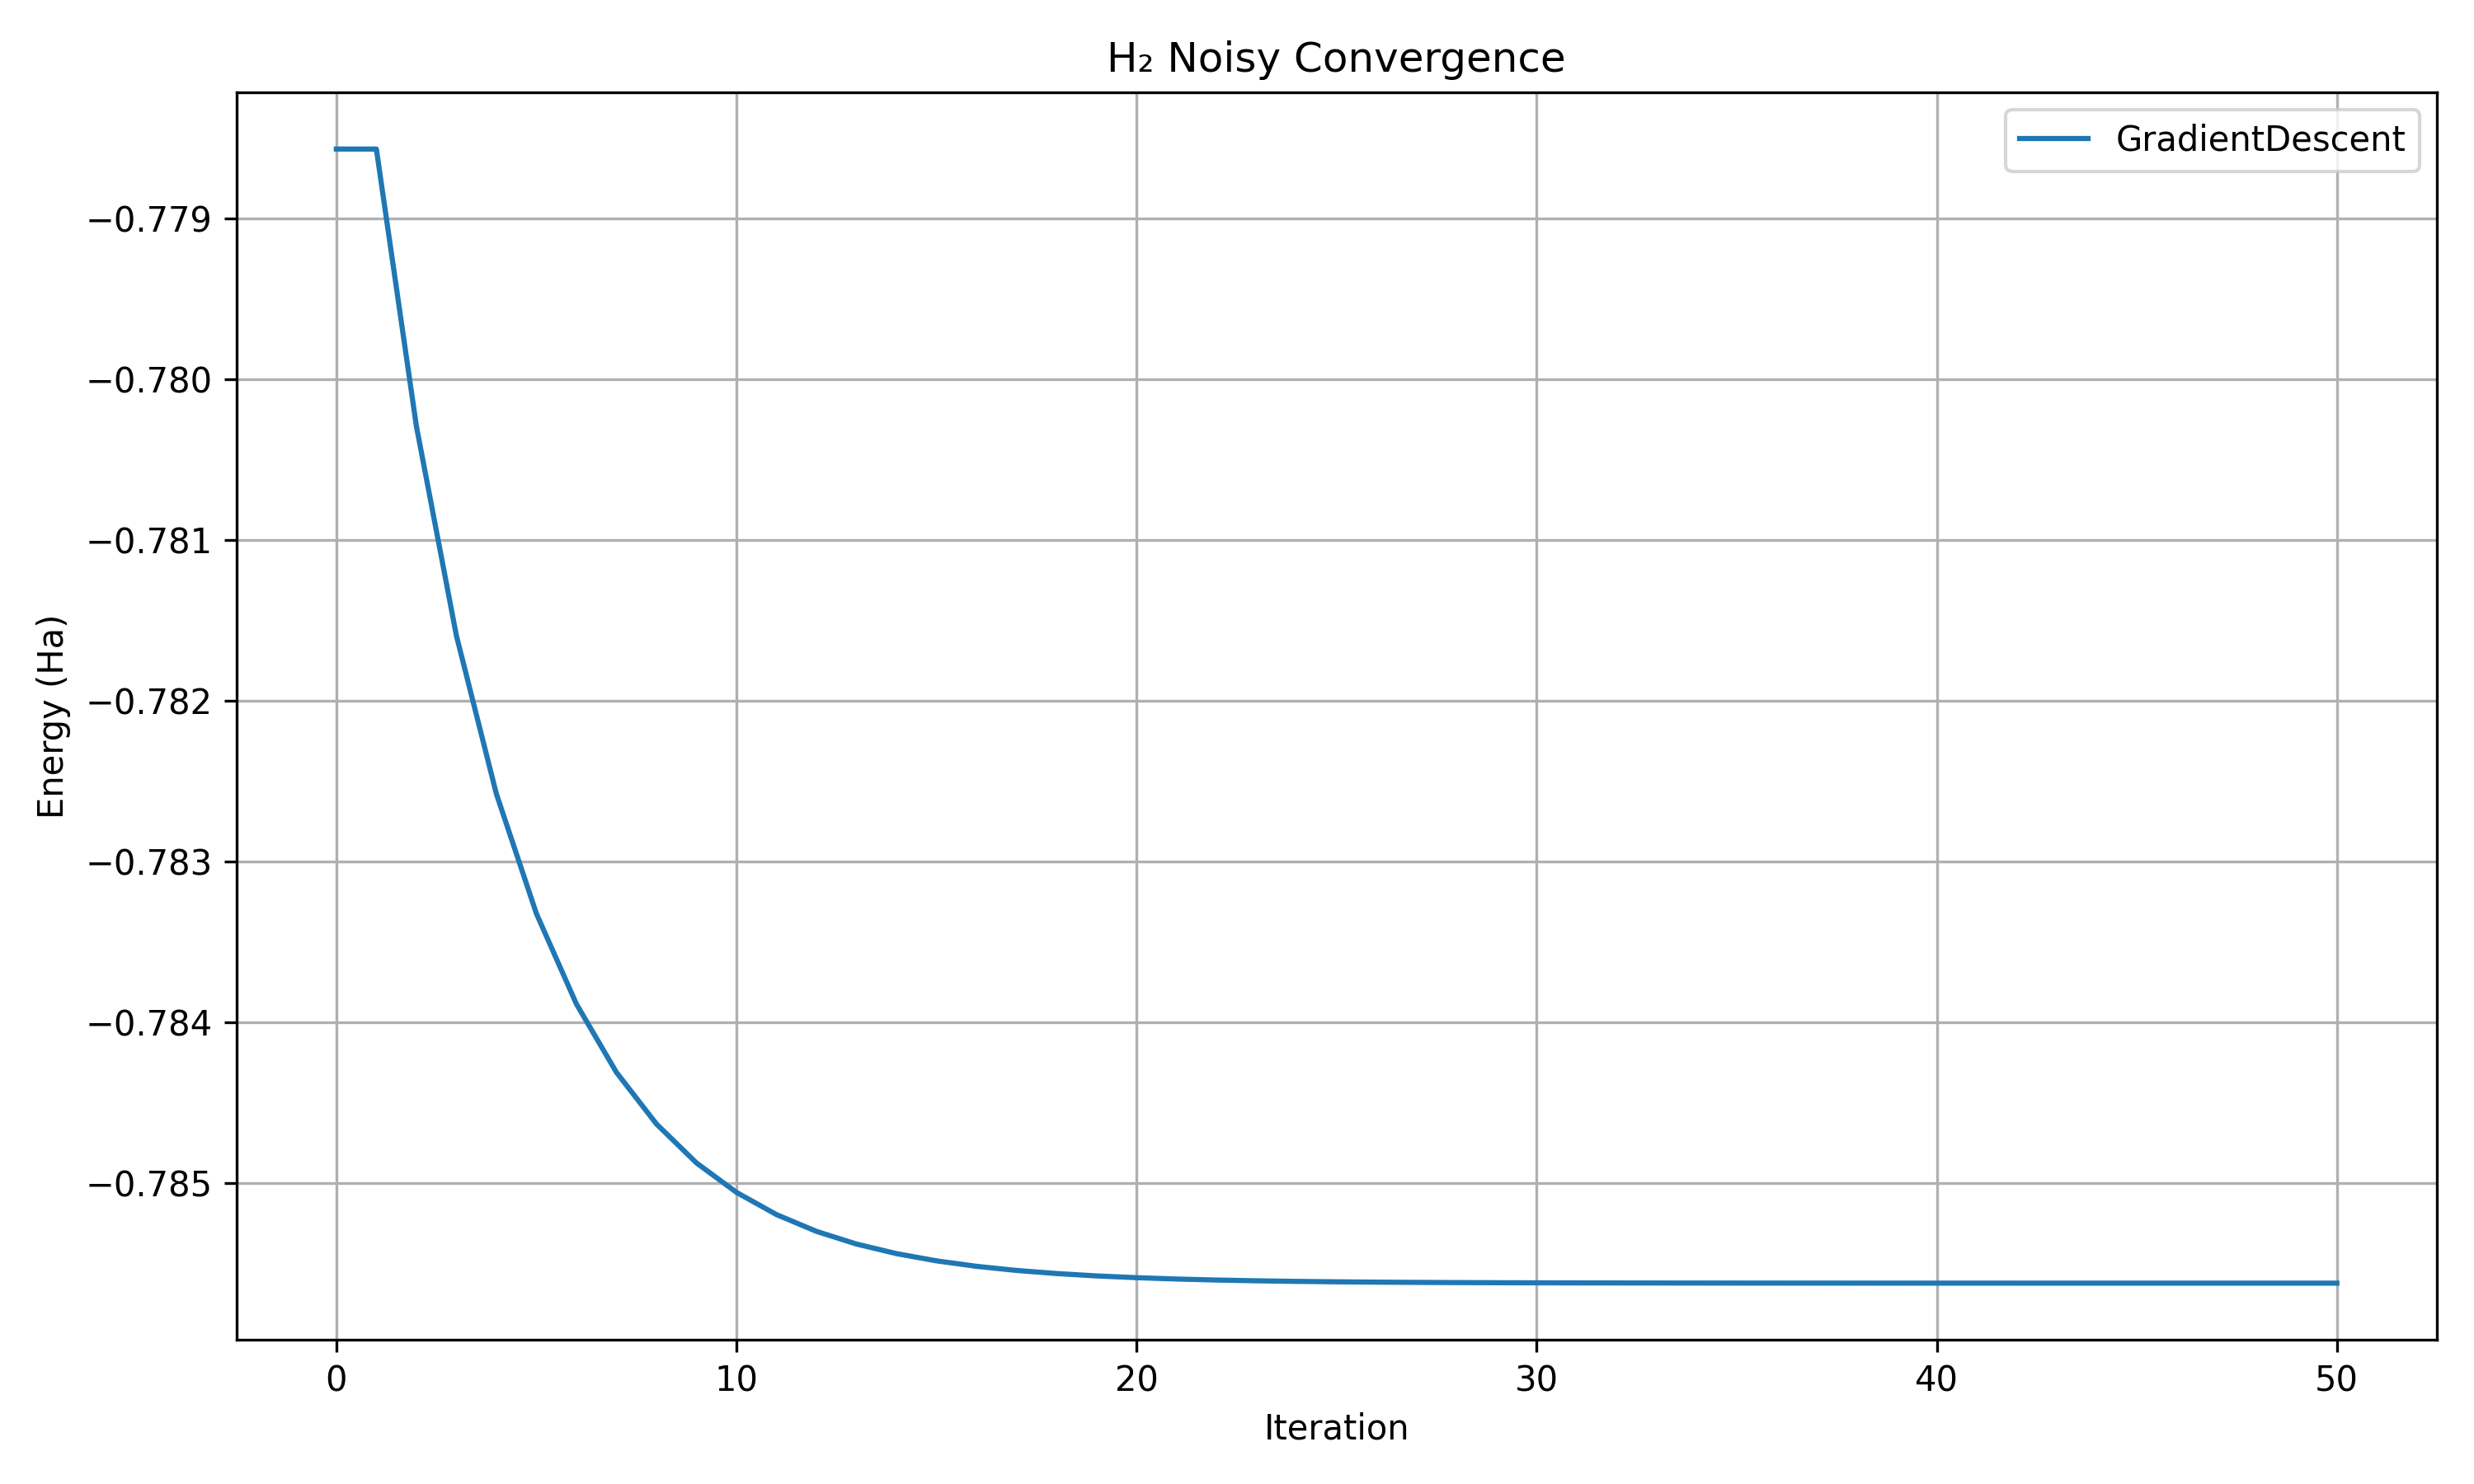 H₂ Noisy Convergence
GradientDescent
−0.779
−0.780
−0.781
−0.782
−0.783
−0.784
−0.785
Energy (Ha)
0 10 20 30 40 50
Iteration